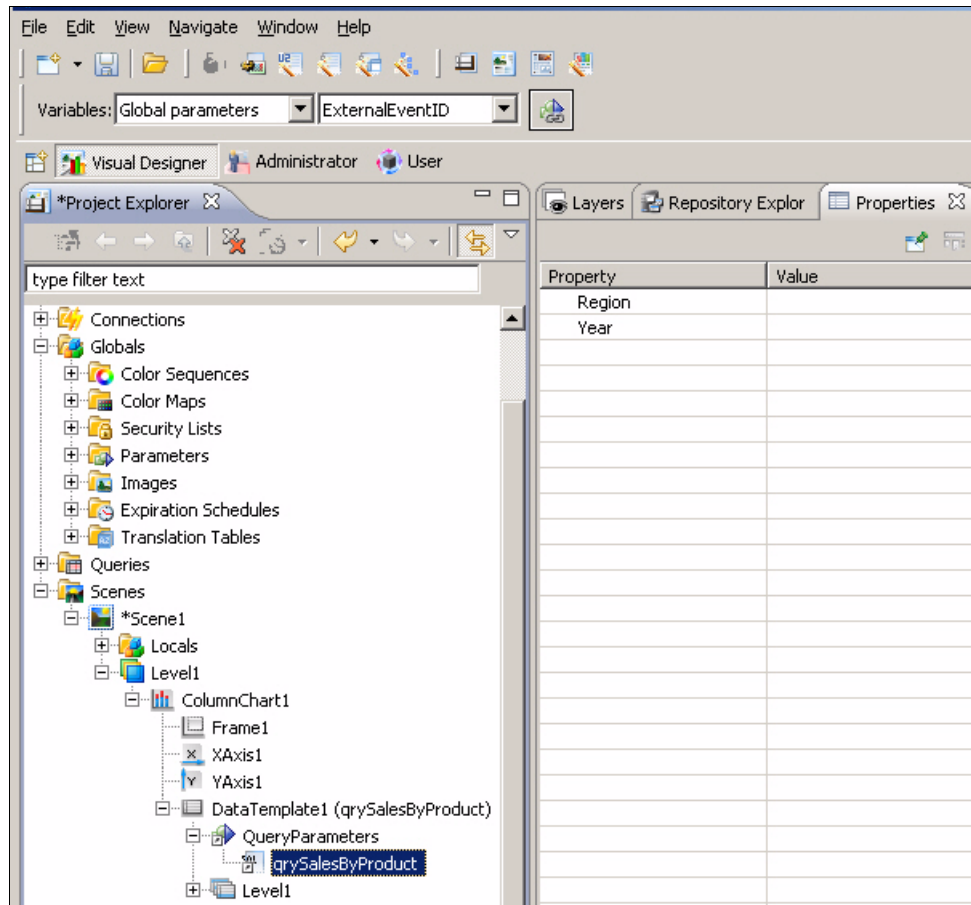 File Edit View Navigate Window Help
Variables: Global parameters ExternalEventID
Visual Designer Administrator User
*Project Explorer
type filter text
Connections
Globals
Color Sequences
Color Maps
Security Lists
Parameters
Images
Expiration Schedules
Translation Tables
Queries
Scenes
*Scene1
Locals
Level1
ColumnChart1
Frame1
XAxis1
YAxis1
DataTemplate1 (qrySalesByProduct)
QueryParameters
qrySalesByProduct
Level1
Layers Repository Explor Properties
Property Value
Region
Year